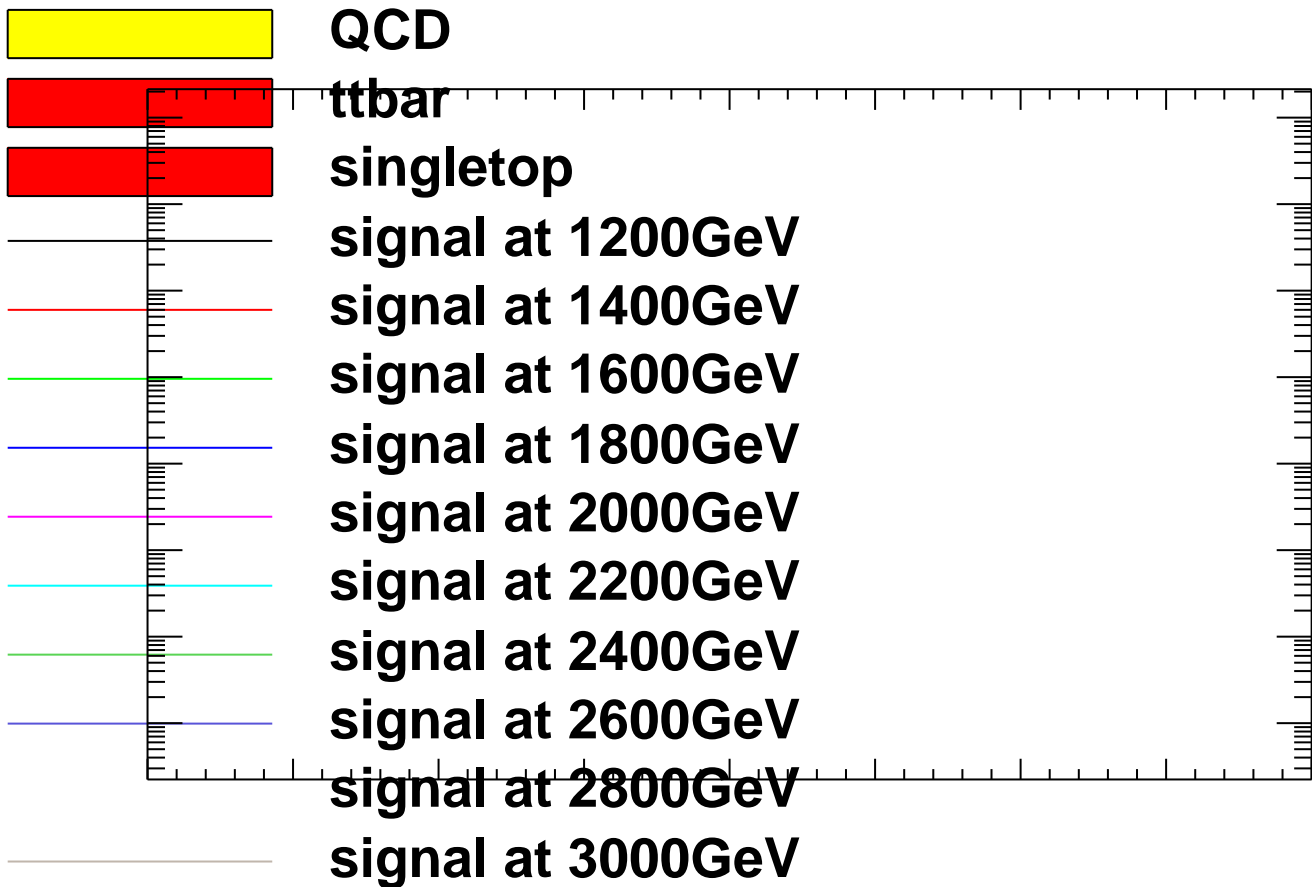 QCD
ttbar
singletop
signal at 1200GeV
signal at 1400GeV
signal at 1600GeV
signal at 1800GeV
signal at 2000GeV
signal at 2200GeV
signal at 2400GeV
signal at 2600GeV
signal at 2800GeV
signal at 3000GeV